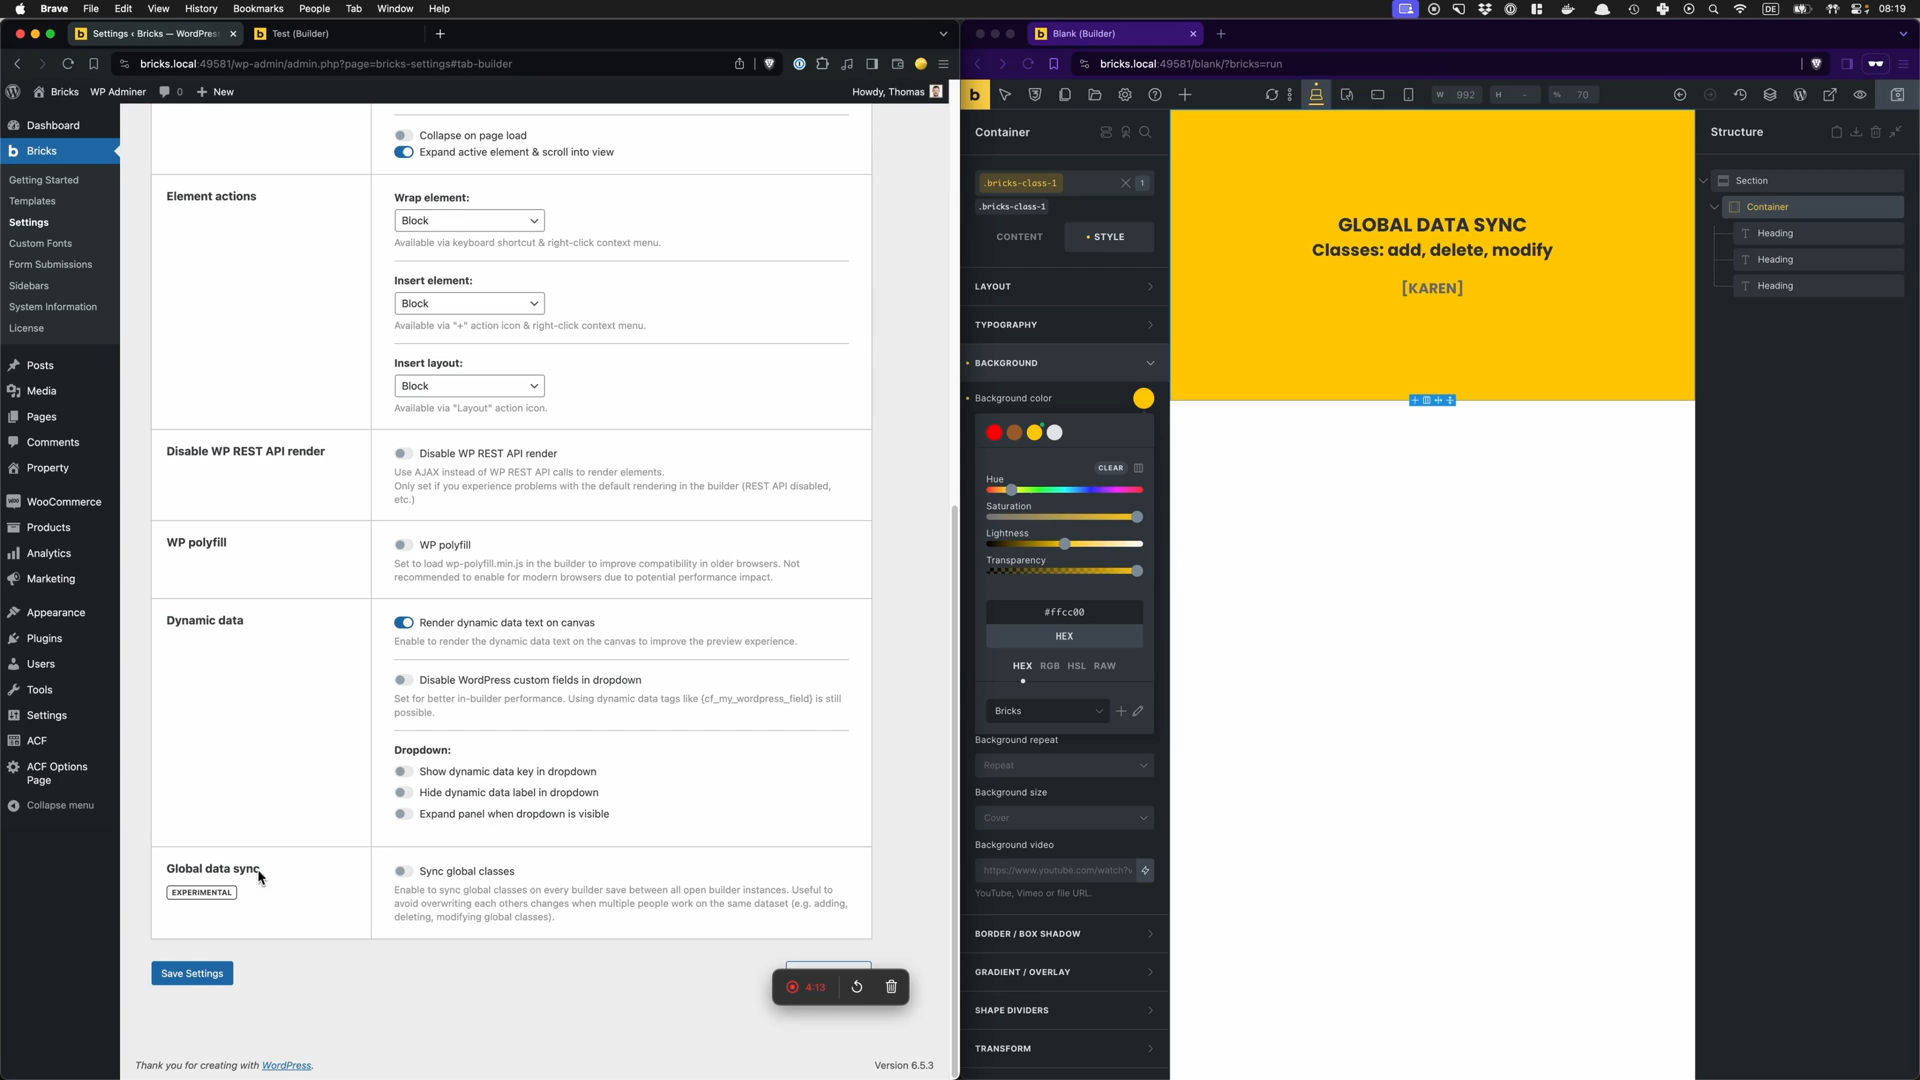 Brave File Edit View History Bookmarks People Tab Window Help
DE
08:19
Settings ‹ Bricks — WordPres
Test (Builder)
bricks.local:49581/wp-admin/admin.php?page=bricks-settings#tab-builder
Bricks WP Adminer 0 New
Howdy, Thomas
Dashboard
Bricks
Getting Started
Templates
Settings
Custom Fonts
Form Submissions
Sidebars
System Information
License
Posts
Media
Pages
Comments
Property
WooCommerce
Products
Analytics
Marketing
Appearance
Plugins
Users
Tools
Settings
ACF
ACF Options
Page
Collapse menu
Collapse on page load
Expand active element & scroll into view
Element actions
Wrap element:
Block
Available via keyboard shortcut & right-click context menu.
Insert element:
Block
Available via "+" action icon & right-click context menu.
Insert layout:
Block
Available via "Layout" action icon.
Disable WP REST API render
Disable WP REST API render
Use AJAX instead of WP REST API calls to render elements.
Only set if you experience problems with the default rendering in the builder (REST API disabled,
etc.)
WP polyfill
WP polyfill
Set to load wp-polyfill.min.js in the builder to improve compatibility in older browsers. Not
recommended to enable for modern browsers due to potential performance impact.
Dynamic data
Render dynamic data text on canvas
Enable to render the dynamic data text on the canvas to improve the preview experience.
Disable WordPress custom fields in dropdown
Set for better in-builder performance. Using dynamic data tags like {cf_my_wordpress_field} is still
possible.
Dropdown:
Show dynamic data key in dropdown
Hide dynamic data label in dropdown
Expand panel when dropdown is visible
Global data sync
EXPERIMENTAL
Sync global classes
Enable to sync global classes on every builder save between all open builder instances. Useful to
avoid overwriting each others changes when multiple people work on the same dataset (e.g. adding,
deleting, modifying global classes).
Save Settings
4:13
Thank you for creating with WordPress.
Version 6.5.3
Blank (Builder)
bricks.local:49581/blank/?bricks=run
b
W 992 H - % 70
Container
.bricks-class-1
1
.bricks-class-1
CONTENT
STYLE
LAYOUT
TYPOGRAPHY
BACKGROUND
Background color
CLEAR
Hue
Saturation
Lightness
Transparency
#ffcc00
HEX
HEX RGB HSL RAW
Bricks
Background repeat
Repeat
Background size
Cover
Background video
https://www.youtube.com/watch?v
YouTube, Vimeo or file URL.
BORDER / BOX SHADOW
GRADIENT / OVERLAY
SHAPE DIVIDERS
TRANSFORM
GLOBAL DATA SYNC
Classes: add, delete, modify
[KAREN]
Structure
Section
Container
Heading
Heading
Heading